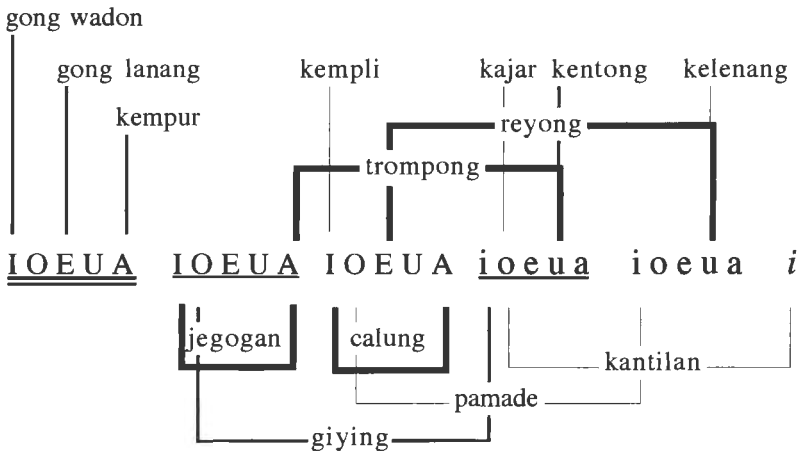 gong wadon
gong lanang kempli kajar kentong kelenang
kempur reyong
trompong
IOEUA IOEUA IOEUA ioeua ioeua i
jegogan calung
kantilan
pamade
giying